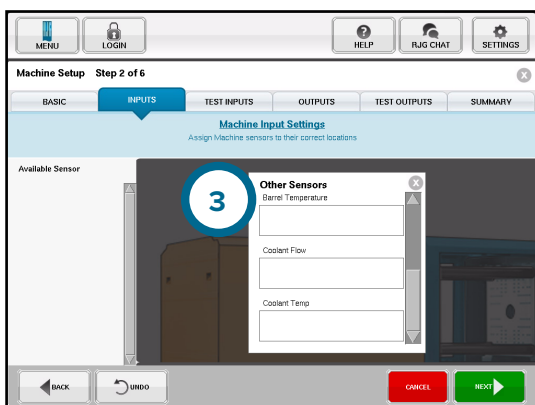 MENU
LOGIN
HELP
RJG CHAT
SETTINGS
Machine Setup Step 2 of 6
BASIC
INPUTS
TEST INPUTS
OUTPUTS
TEST OUTPUTS
SUMMARY
Machine Input Settings
Assign Machine sensors to their correct locations
Available Sensor
3
Other Sensors
Barrel Temperature
Coolant Flow
Coolant Temp
BACK
UNDO
CANCEL
NEXT